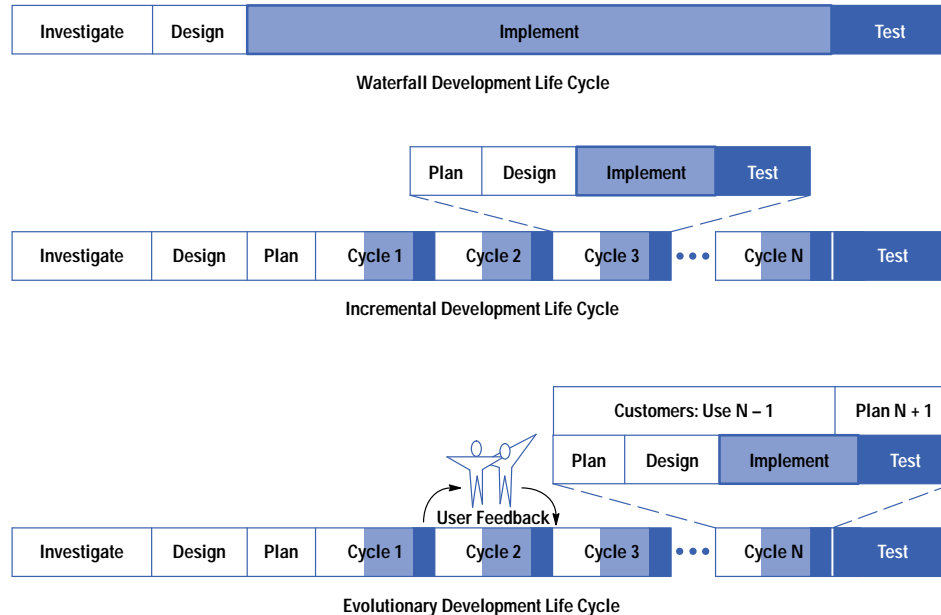 Investigate Design Implement Test
Waterfall Development Life Cycle
Plan Design Implement Test
Investigate Design Plan Cycle 1 Cycle 2 Cycle 3 ••• Cycle N Test
Incremental Development Life Cycle
Customers: Use N – 1 Plan N + 1
Plan Design Implement Test
User Feedback
Investigate Design Plan Cycle 1 Cycle 2 Cycle 3 ••• Cycle N Test
Evolutionary Development Life Cycle